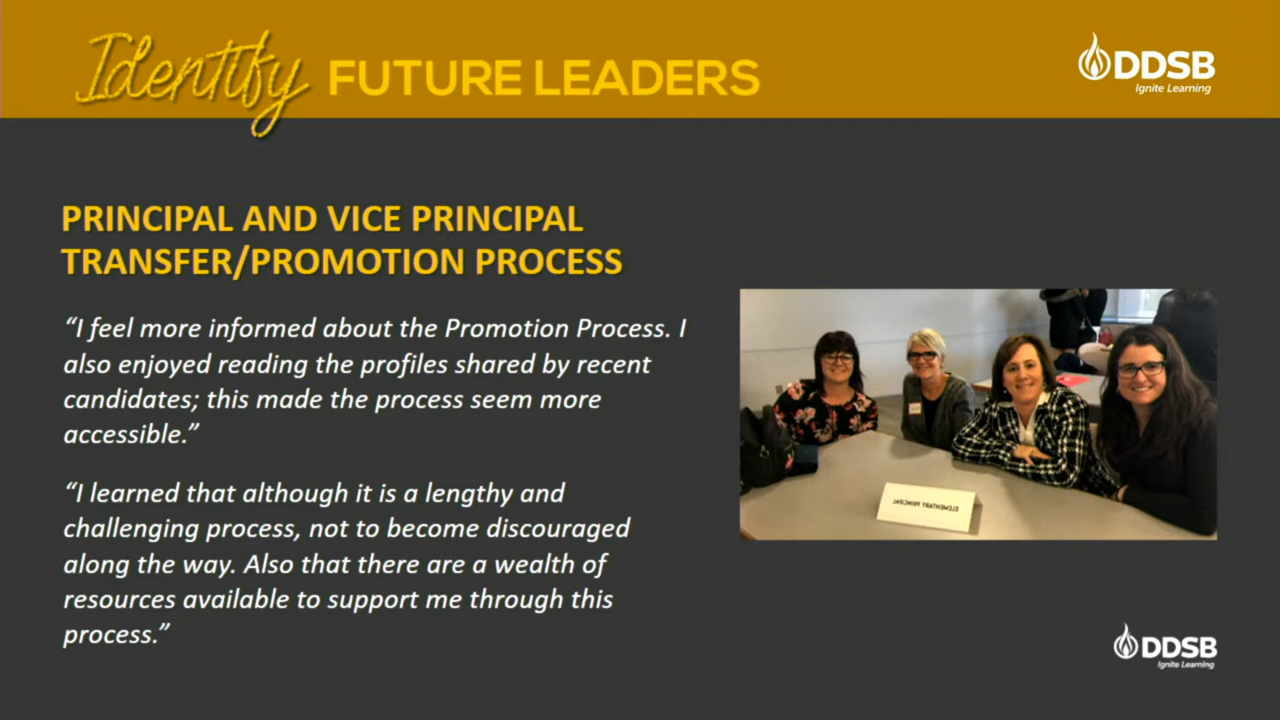 Identify FUTURE LEADERS
DDSB
Ignite Learning
PRINCIPAL AND VICE PRINCIPAL
TRANSFER/PROMOTION PROCESS
“I feel more informed about the Promotion Process. I
also enjoyed reading the profiles shared by recent
candidates; this made the process seem more
accessible.”
“I learned that although it is a lengthy and
challenging process, not to become discouraged
along the way. Also that there are a wealth of
resources available to support me through this
process.”
ELEMENTARY PRINCIPAL
DDSB
Ignite Learning